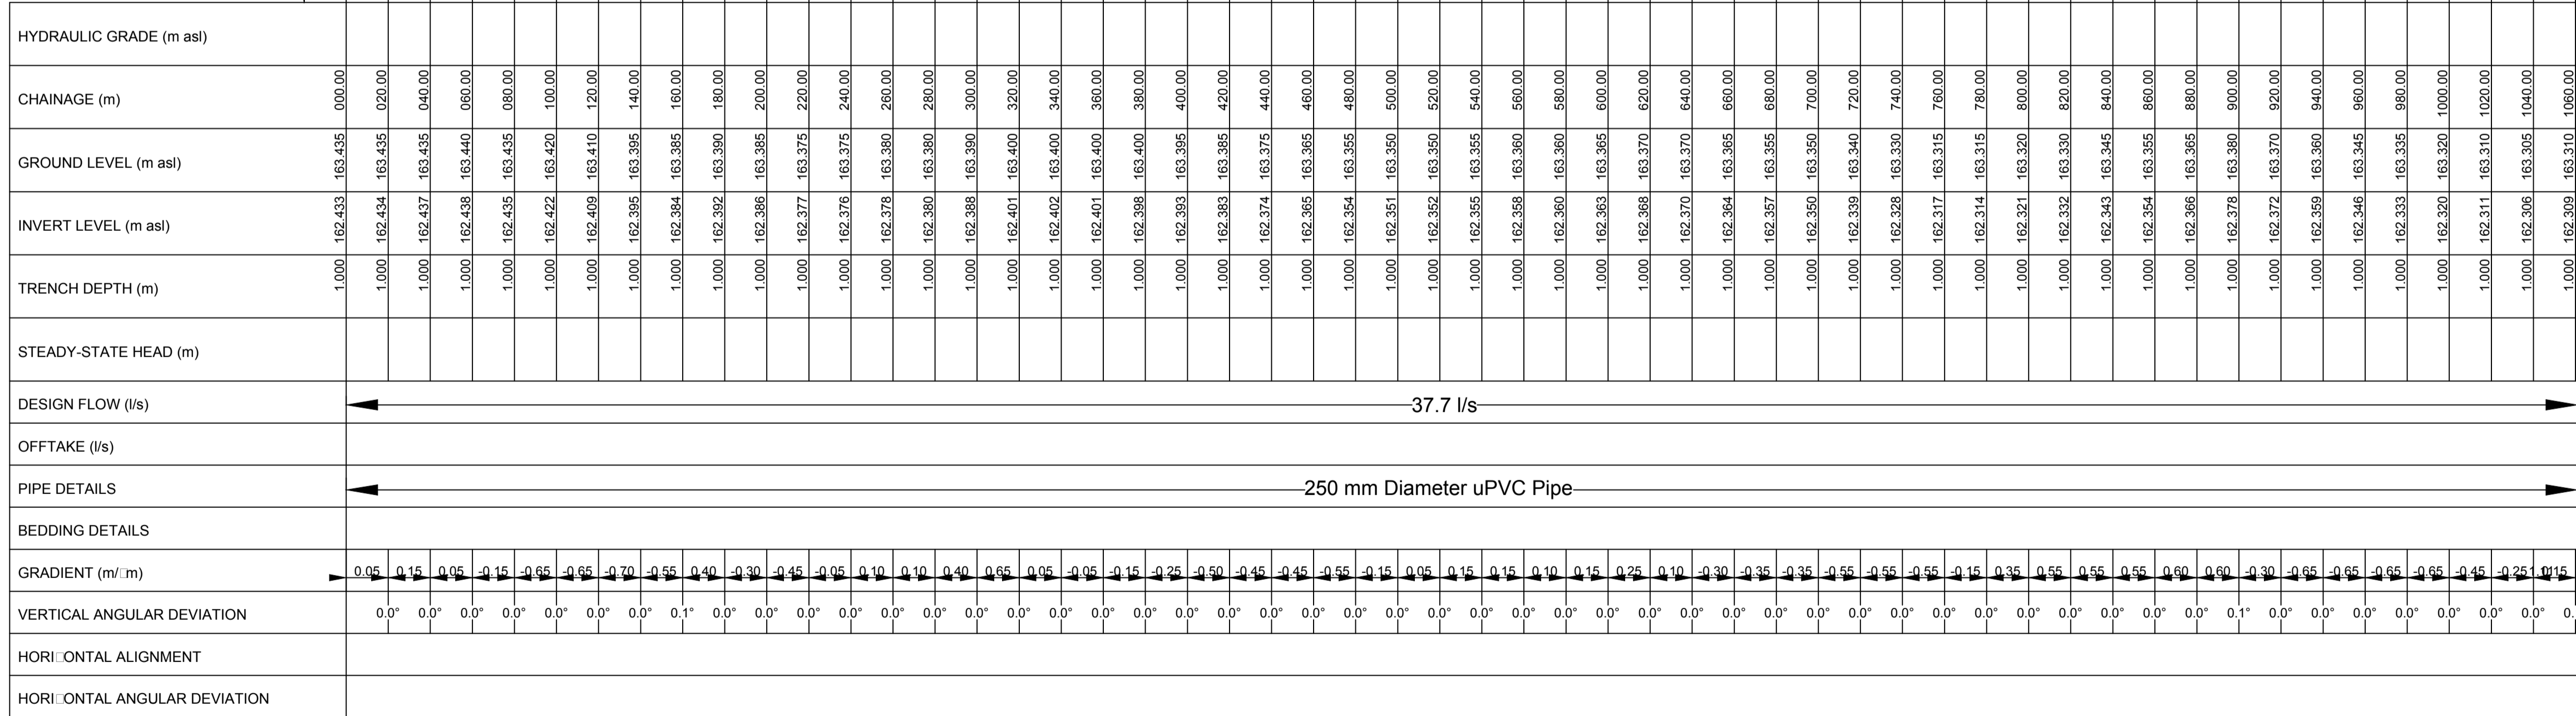 HYDRAULIC GRADE (m asl)
CHAINAGE (m) 000.00 020.00 040.00 060.00 080.00 100.00 120.00 140.00 160.00 180.00 200.00 220.00 240.00 260.00 280.00 300.00 320.00 340.00 360.00 380.00 400.00 420.00 440.00 460.00 480.00 500.00 520.00 540.00 560.00 580.00 600.00 620.00 640.00 660.00 680.00 700.00 720.00 740.00 760.00 780.00 800.00 820.00 840.00 860.00 880.00 900.00 920.00 940.00 960.00 980.00 1 000.00 1 020.00 1 040.00 1 060.00
GROUND LEVEL (m asl) 163.435 163.435 163.435 163.440 163.435 163.420 163.410 163.395 163.385 163.390 163.385 163.375 163.375 163.380 163.380 163.390 163.400 163.400 163.400 163.400 163.395 163.385 163.375 163.365 163.355 163.350 163.350 163.355 163.360 163.360 163.365 163.370 163.370 163.365 163.355 163.350 163.340 163.330 163.315 163.315 163.320 163.330 163.345 163.355 163.365 163.380 163.370 163.360 163.345 163.335 163.320 163.310 163.305 163.310
INVERT LEVEL (m asl) 162.433 162.434 162.437 162.438 162.435 162.422 162.409 162.395 162.384 162.392 162.386 162.377 162.376 162.378 162.380 162.388 162.401 162.402 162.401 162.398 162.393 162.383 162.374 162.365 162.354 162.351 162.352 162.355 162.358 162.360 162.363 162.368 162.370 162.364 162.357 162.350 162.339 162.328 162.317 162.314 162.321 162.332 162.343 162.354 162.366 162.378 162.372 162.359 162.346 162.333 162.320 162.311 162.306 162.309
TRENCH DEPTH (m) 1.000 1.000 1.000 1.000 1.000 1.000 1.000 1.000 1.000 1.000 1.000 1.000 1.000 1.000 1.000 1.000 1.000 1.000 1.000 1.000 1.000 1.000 1.000 1.000 1.000 1.000 1.000 1.000 1.000 1.000 1.000 1.000 1.000 1.000 1.000 1.000 1.000 1.000 1.000 1.000 1.000 1.000 1.000 1.000 1.000 1.000 1.000 1.000 1.000 1.000 1.000 1.000 1.000 1.000
STEADY-STATE HEAD (m)
DESIGN FLOW (l/s) 37.7 l/s
OFFTAKE (l/s)
PIPE DETAILS 250 mm Diameter uPVC Pipe
BEDDING DETAILS
GRADIENT (m/□m) 0.05 0.15 0.05 -0.15 -0.65 -0.65 -0.70 -0.55 0.40 -0.30 -0.45 -0.05 0.10 0.10 0.40 0.65 0.05 -0.05 -0.15 -0.25 -0.50 -0.45 -0.45 -0.55 -0.15 0.05 0.15 0.15 0.10 0.15 0.25 0.10 -0.30 -0.35 -0.35 -0.55 -0.55 -0.55 -0.15 0.35 0.55 0.55 0.55 0.60 0.60 -0.30 -0.65 -0.65 -0.65 -0.65 -0.45 -0.25
VERTICAL ANGULAR DEVIATION 0.0° 0.0° 0.0° 0.0° 0.0° 0.0° 0.0° 0.1° 0.0° 0.0° 0.0° 0.0° 0.0° 0.0° 0.0° 0.0° 0.0° 0.0° 0.0° 0.0° 0.0° 0.0° 0.0° 0.0° 0.0° 0.0° 0.0° 0.0° 0.0° 0.0° 0.0° 0.0° 0.0° 0.0° 0.0° 0.0° 0.0° 0.0° 0.0° 0.0° 0.0° 0.0° 0.0° 0.0° 0.1° 0.0° 0.0° 0.0° 0.0° 0.0° 0.0° 0.0° 0.
HORI□ONTAL ALIGNMENT
HORI□ONTAL ANGULAR DEVIATION